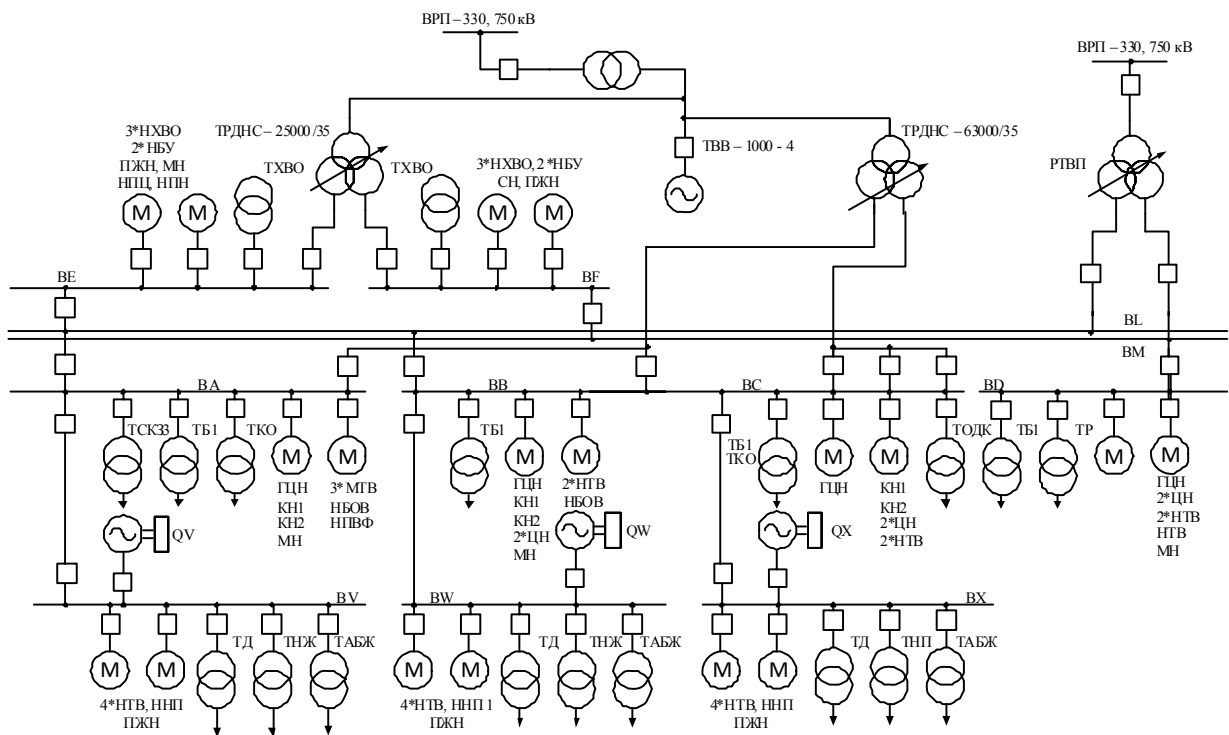 ВРП – 330, 750 кВ
ВРП – 330, 750 кВ
ТРДНС – 25000/35
ТВВ – 1000 - 4
ТРДНС – 63000/35
РТВП
3*НХВО
2*НБУ
ПЖН, МН
НПЦ, НПН
ТХВО
ТХВО
3*НХВО, 2*НБУ
СН, ПЖН
М
М
М
М
BE
BF
BL
BM
BA
BB
BC
BD
ТСКЗЗ
ТБ1
ТКО
М
М
ГЦН
КН1
КН2
МН
3* МТВ
НБОВ
НПВФ
ТБ1
М
М
ГЦН
КН1
КН2
2*ЦН
МН
2*НТВ
НБОВ
ТБ1
ТКО
М
М
ГЦН
КН1
КН2
2*ЦН
2*НТВ
ТОДК
ТБ1
ТР
М
М
ГЦН
2*ЦН
2*НТВ
НТВ
МН
QV
QW
QX
BV
BW
BX
М
М
ТД
ТНЖ
ТАБЖ
4*НТВ, ННП
ПЖН
М
М
ТД
ТНЖ
ТАБЖ
4*НТВ, ННП 1
ПЖН
М
М
ТД
ТНП
ТАБЖ
4*НТВ, ННП
ПЖН